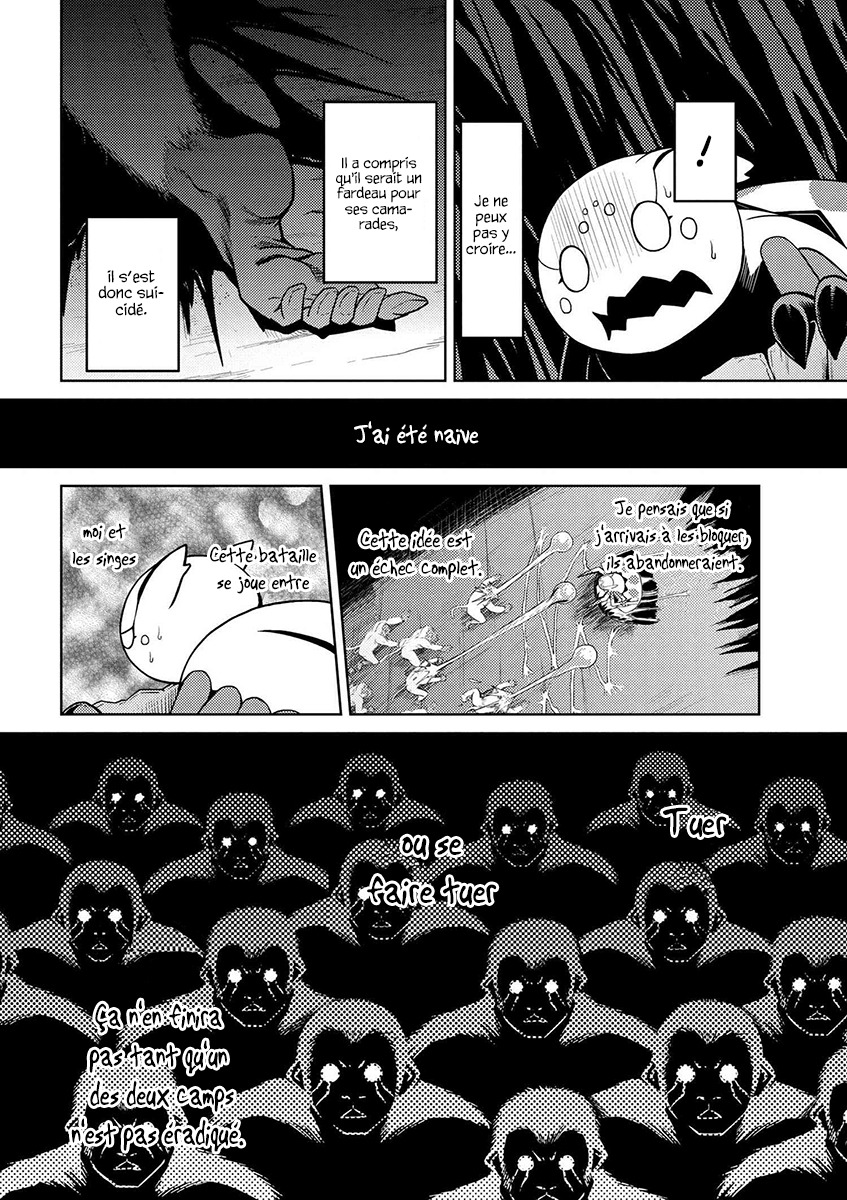 !
Je ne
peux
pas y
croire...
Il a compris
qu'il serait un
fardeau pour
ses cama-
rades,
il s'est
donc sui-
cidé.
J'ai été naïve
Je pensais que si
j'arrivais à les bloquer,
ils abandonneraient.
Cette idée est
un échec complet.
Cette bataille
se joue entre
moi et
les singes
Tuer
ou se
faire tuer
Ça n'en finira
pas tant qu'un
des deux camps
n'est pas éradiqué.